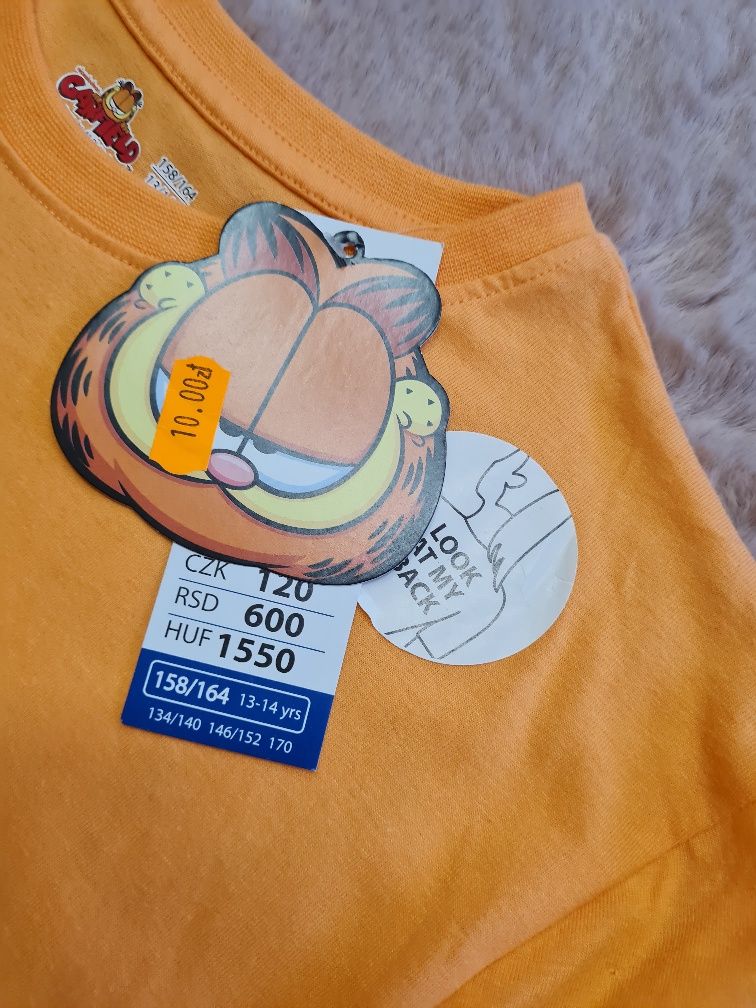 GARFIELD
158/164
10.00zł
LOOK
AT MY
BACK
CZK 120
RSD 600
HUF 1550
158/164 13-14 yrs
134/140 146/152 170